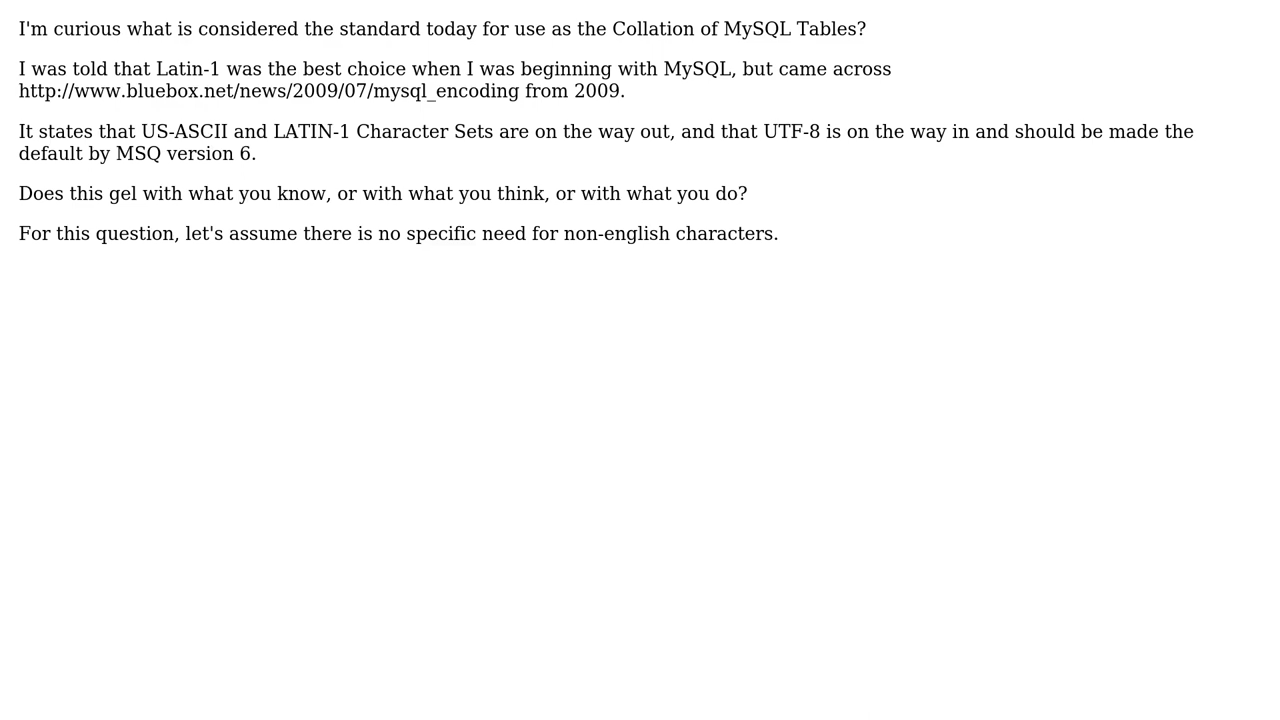 I'm curious what is considered the standard today for use as the Collation of MySQL Tables?
I was told that Latin-1 was the best choice when I was beginning with MySQL, but came across
http://www.bluebox.net/news/2009/07/mysql_encoding from 2009.
It states that US-ASCII and LATIN-1 Character Sets are on the way out, and that UTF-8 is on the way in and should be made the
default by MSQ version 6.
Does this gel with what you know, or with what you think, or with what you do?
For this question, let's assume there is no specific need for non-english characters.